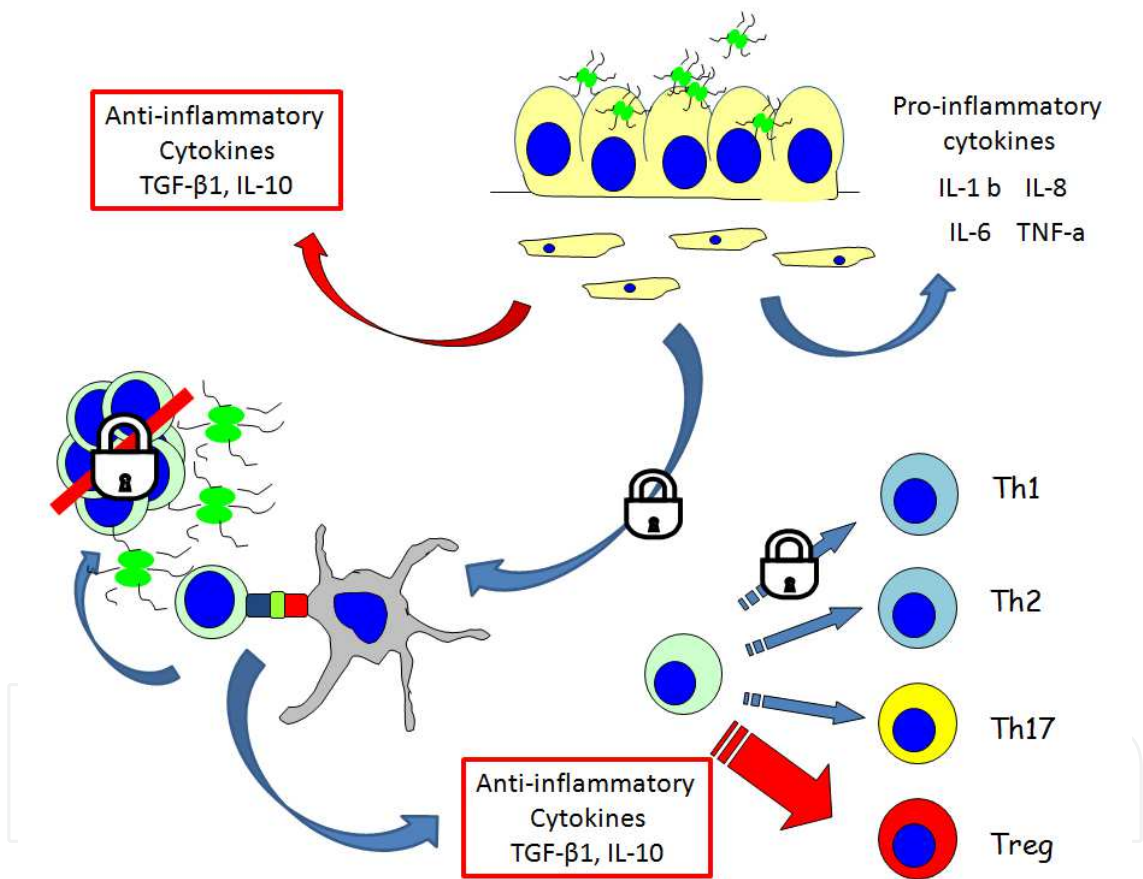 Anti-inflammatory
Cytokines
TGF-β1, IL-10
Pro-inflammatory
cytokines
IL-1 b IL-8
IL-6 TNF-a
Th1
Th2
Th17
Treg
Anti-inflammatory
Cytokines
TGF-β1, IL-10